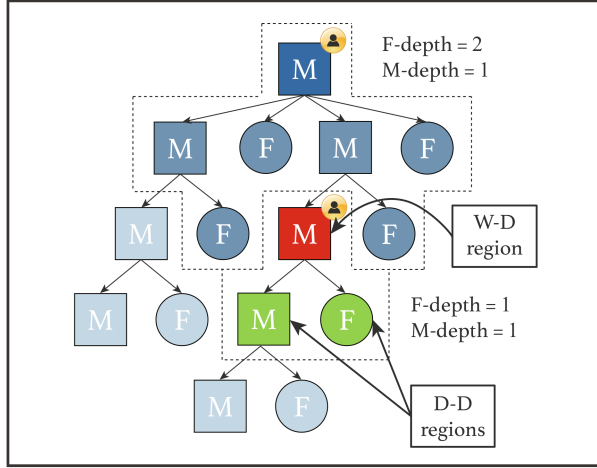 M
F-depth = 2
M-depth = 1
M F M F
M F M F
W-D
region
M F M F
F-depth = 1
M-depth = 1
M F
D-D
regions